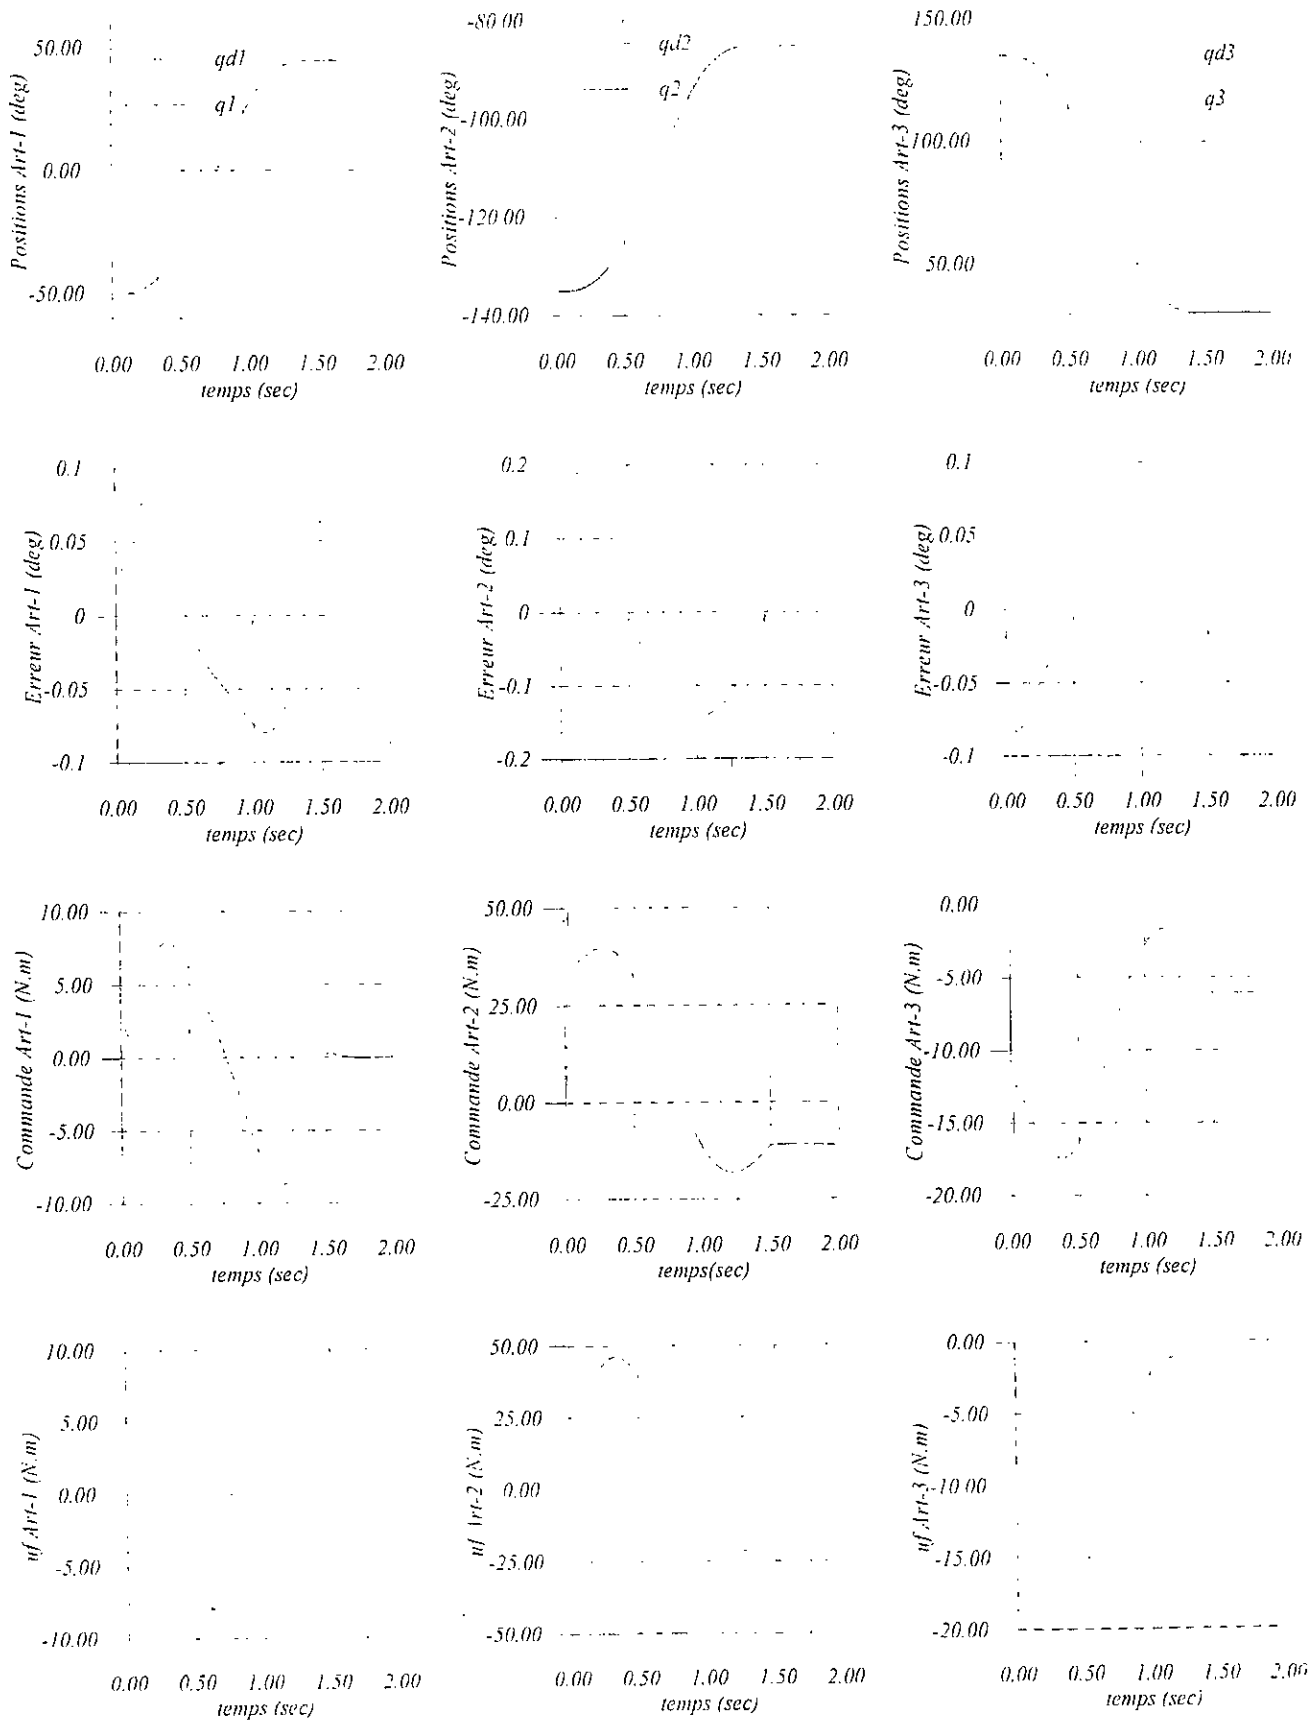 50.00
0.00
-50.00
Positions Art-1 (deg)
qd1
q1
0.00 0.50 1.00 1.50 2.00
temps (sec)
-80.00
-100.00
-120.00
-140.00
Positions Art-2 (deg)
qd2
q2
0.00 0.50 1.00 1.50 2.00
temps (sec)
150.00
100.00
50.00
Positions Art-3 (deg)
qd3
q3
0.00 0.50 1.00 1.50 2.00
temps (sec)
0.1
0.05
0
-0.05
-0.1
Erreur Art-1 (deg)
0.00 0.50 1.00 1.50 2.00
temps (sec)
0.2
0.1
0
-0.1
-0.2
Erreur Art-2 (deg)
0.00 0.50 1.00 1.50 2.00
temps (sec)
0.1
0.05
0
-0.05
-0.1
Erreur Art-3 (deg)
0.00 0.50 1.00 1.50 2.00
temps (sec)
10.00
5.00
0.00
-5.00
-10.00
Commande Art-1 (N.m)
0.00 0.50 1.00 1.50 2.00
temps (sec)
50.00
25.00
0.00
-25.00
Commande Art-2 (N.m)
0.00 0.50 1.00 1.50 2.00
temps(sec)
0.00
-5.00
-10.00
-15.00
-20.00
Commande Art-3 (N.m)
0.00 0.50 1.00 1.50 2.00
temps (sec)
10.00
5.00
0.00
-5.00
-10.00
uf Art-1 (N.m)
0.00 0.50 1.00 1.50 2.00
temps (sec)
50.00
25.00
0.00
-25.00
-50.00
uf Art-2 (N.m)
0.00 0.50 1.00 1.50 2.00
temps (sec)
0.00
-5.00
-10.00
-15.00
-20.00
uf Art-3 (N.m)
0.00 0.50 1.00 1.50 2.00
temps (sec)